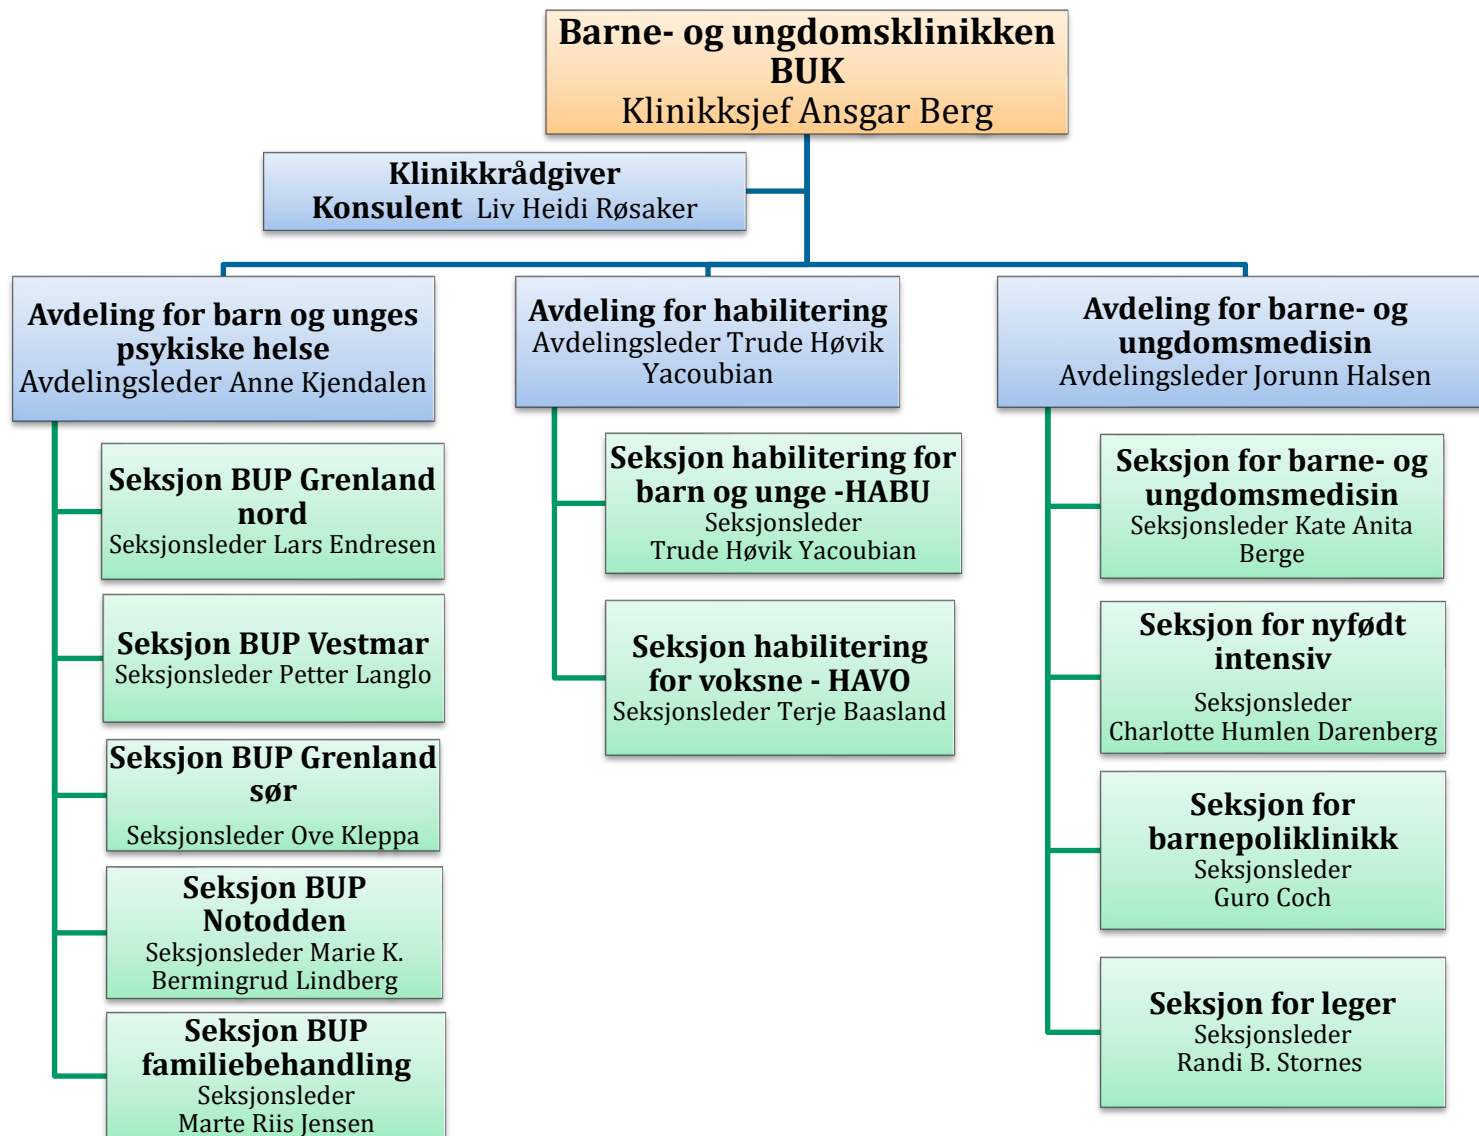 Barne- og ungdomsklinikken
BUK
Klinikksjef Ansgar Berg
Klinikkrådgiver
Konsulent Liv Heidi Røsaker
Avdeling for barn og unges
psykiske helse
Avdelingsleder Anne Kjendalen
Seksjon BUP Grenland
nord
Seksjonsleder Lars Endresen
Seksjon BUP Vestmar
Seksjonsleder Petter Langlo
Seksjon BUP Grenland
sør
Seksjonsleder Ove Kleppa
Seksjon BUP
Notodden
Seksjonsleder Marie K.
Bermingrud Lindberg
Seksjon BUP
familiebehandling
Seksjonsleder
Marte Riis Jensen
Avdeling for habilitering
Avdelingsleder Trude Høvik
Yacoubian
Seksjon habilitering for
barn og unge -HABU
Seksjonsleder
Trude Høvik Yacoubian
Seksjon habilitering
for voksne - HAVO
Seksjonsleder Terje Baasland
Avdeling for barne- og
ungdomsmedisin
Avdelingsleder Jorunn Halsen
Seksjon for barne- og
ungdomsmedisin
Seksjonsleder Kate Anita
Berge
Seksjon for nyfødt
intensiv
Seksjonsleder
Charlotte Humlen Darenberg
Seksjon for
barnepoliklinikk
Seksjonsleder
Guro Coch
Seksjon for leger
Seksjonsleder
Randi B. Stornes